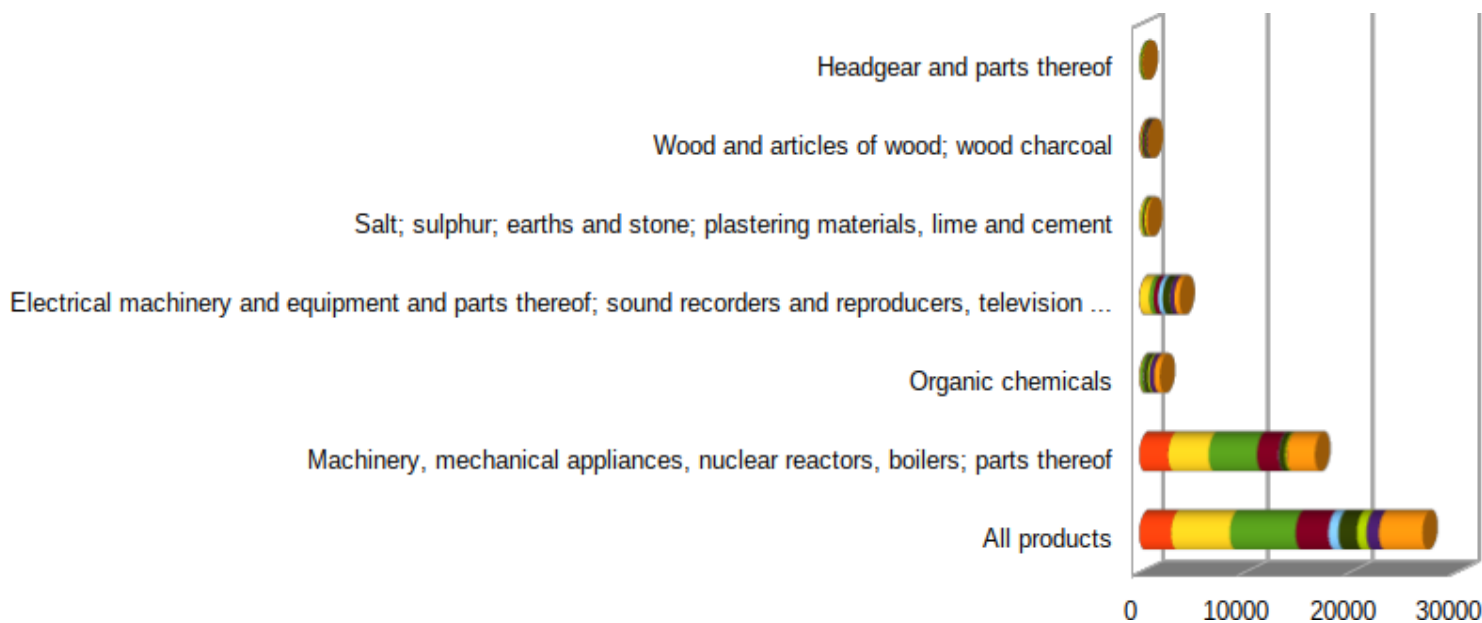 Headgear and parts thereof
Wood and articles of wood; wood charcoal
Salt; sulphur; earths and stone; plastering materials, lime and cement
Electrical machinery and equipment and parts thereof; sound recorders and reproducers, television ...
Organic chemicals
Machinery, mechanical appliances, nuclear reactors, boilers; parts thereof
All products
0 10000 20000 30000